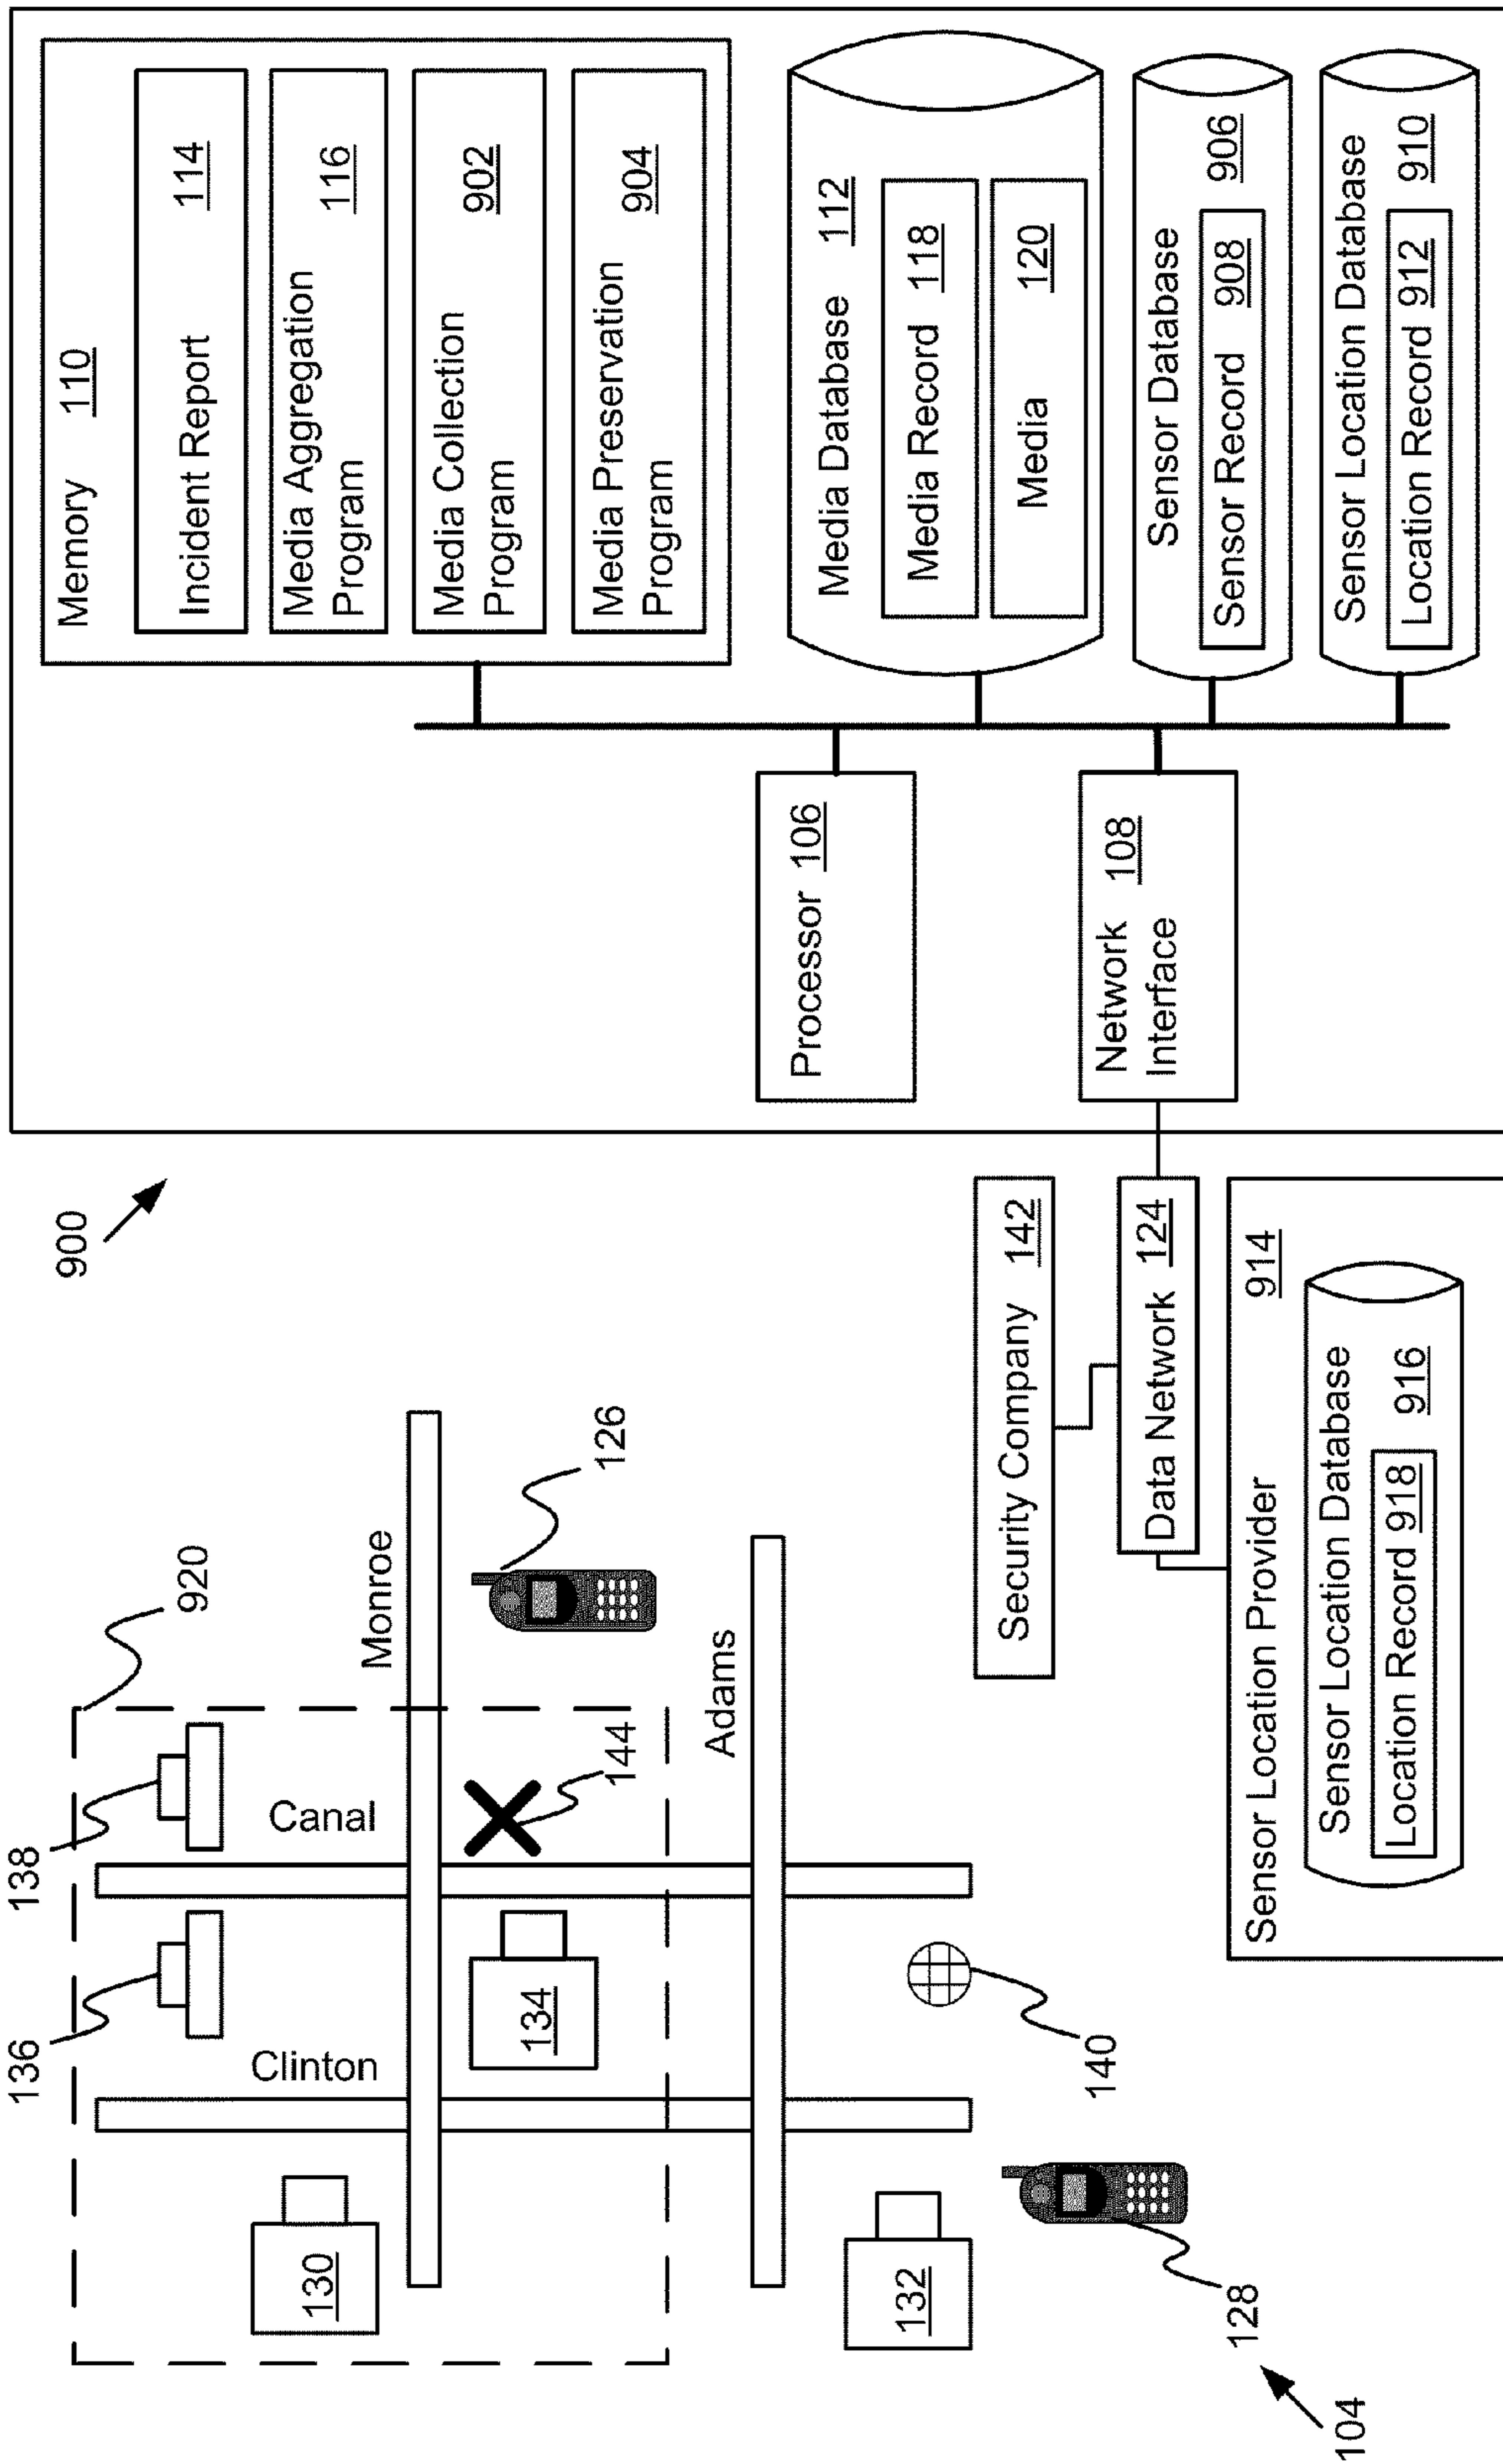 900
104
920
138
136
Canal
Clinton
Monroe
Adams
144
126
130
134
132
128
140
Security Company 142
Data Network 124
Sensor Location Provider 914
Sensor Location Database
916
Location Record 918
Processor 106
Network 108
Interface
Memory 110
Incident Report 114
Media Aggregation 116
Program
Media Collection 902
Program
Media Preservation 904
Program
Media Database 112
Media Record 118
Media 120
Sensor Database
906
Sensor Record 908
Sensor Location Database
910
Location Record 912